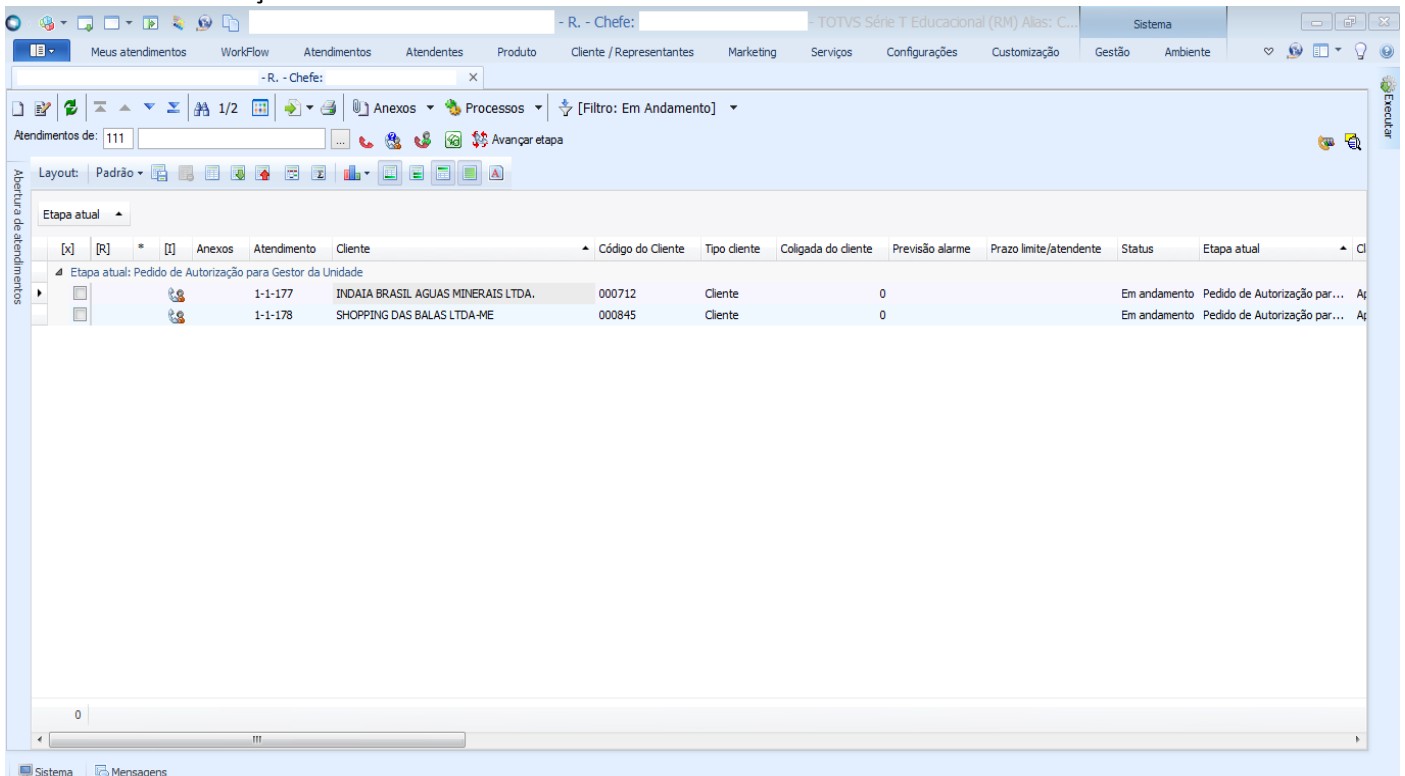 - R. - Chefe: - TOTVS Série T Educacional (RM) Alias: C... Sistema
Meus atendimentos WorkFlow Atendimentos Atendentes Produto Cliente / Representantes Marketing Serviços Configurações Customização Gestão Ambiente
- R. - Chefe:
1/2 Anexos Processos [Filtro: Em Andamento]
Executar
Atendimentos de: 111 ... Avançar etapa
Abertura de atendimentos
Layout: Padrão
Etapa atual
[x] [R] * [I] Anexos Atendimento Cliente Código do Cliente Tipo cliente Coligada do cliente Previsão alarme Prazo limite/atendente Status Etapa atual Cl
Etapa atual: Pedido de Autorização para Gestor da Unidade
1-1-177 INDAIA BRASIL AGUAS MINERAIS LTDA. 000712 Cliente 0 Em andamento Pedido de Autorização par... Ap
1-1-178 SHOPPING DAS BALAS LTDA-ME 000845 Cliente 0 Em andamento Pedido de Autorização par... Ap
0
Sistema Mensagens